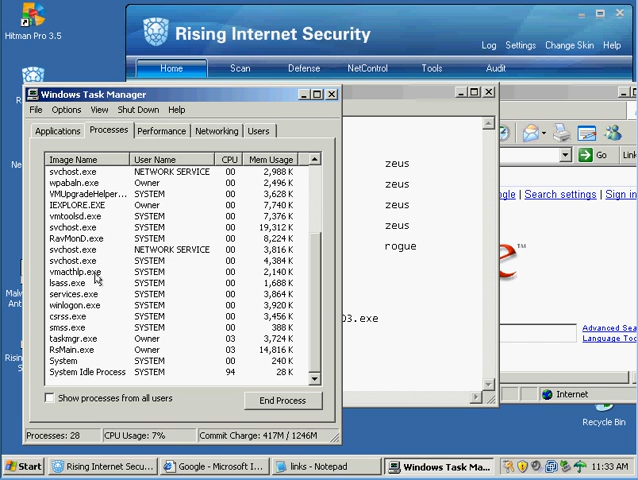 Hitman Pro 3.5
Rising Internet Security
Log Settings Change Skin Help
Home Scan Defense NetControl Tools Audit
Windows Task Manager
File Options View Shut Down Help
Applications Processes Performance Networking Users
Image Name User Name CPU Mem Usage
svchost.exe NETWORK SERVICE 00 2,988 K
wpabaln.exe Owner 00 2,496 K
VMUpgradeHelper... SYSTEM 00 3,628 K
IEXPLORE.EXE Owner 00 7,740 K
vmtoolsd.exe SYSTEM 00 7,376 K
svchost.exe SYSTEM 00 19,312 K
RavMonD.exe SYSTEM 00 8,224 K
svchost.exe NETWORK SERVICE 00 3,816 K
svchost.exe SYSTEM 00 4,384 K
vmacthlp.exe SYSTEM 00 2,140 K
lsass.exe SYSTEM 00 1,688 K
services.exe SYSTEM 00 3,864 K
winlogon.exe SYSTEM 00 3,920 K
csrss.exe SYSTEM 00 3,456 K
smss.exe SYSTEM 00 388 K
taskmgr.exe Owner 03 3,724 K
RsMain.exe Owner 03 14,816 K
System SYSTEM 00 240 K
System Idle Process SYSTEM 94 28 K
Show processes from all users
End Process
Processes: 28 CPU Usage: 7% Commit Charge: 417M / 1246M
zeus
zeus
zeus
zeus
rogue
03.exe
Go Link
gle | Search settings | Sign in
e™
Advanced Sea
Language Too
Internet
Recycle Bin
Start Rising Internet Secu... Google - Microsoft I... links - Notepad Windows Task Ma... 11:33 AM